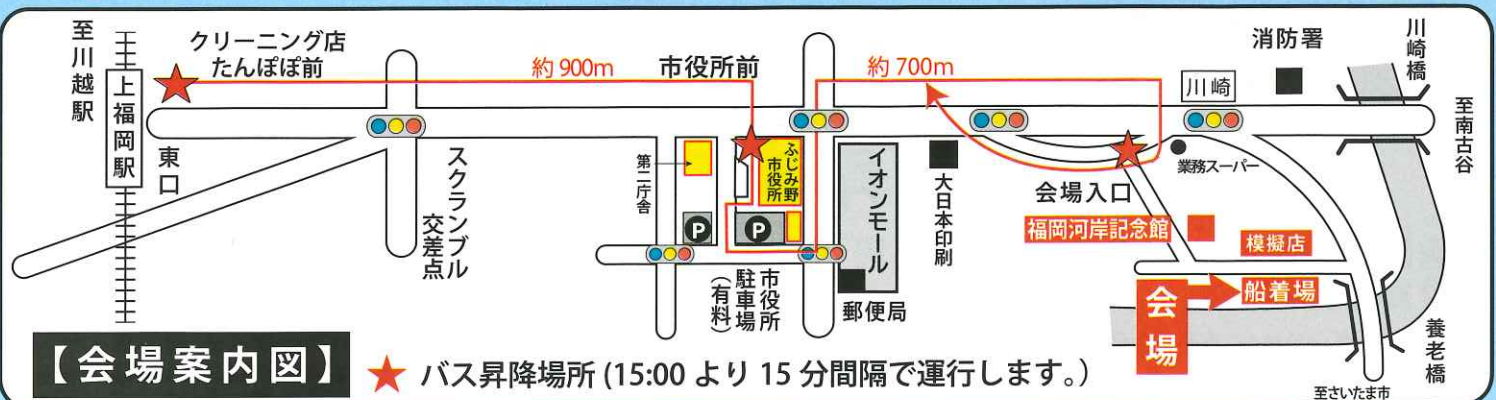 至川越駅
上福岡駅
東口
クリーニング店
たんぽぽ前
約900m
市役所前
約700m
消防署
川崎橋
川崎
至南古谷
スクランブル
交差点
第二庁舎
ふじみ野
市役所
P
P
市役所
駐車場
(有料)
イオンモール
郵便局
大日本印刷
業務スーパー
会場入口
福岡河岸記念館
模擬店
船着場
会場
養老橋
至さいたま市
【会場案内図】
★ バス昇降場所 (15:00 より 15 分間隔で運行します。)